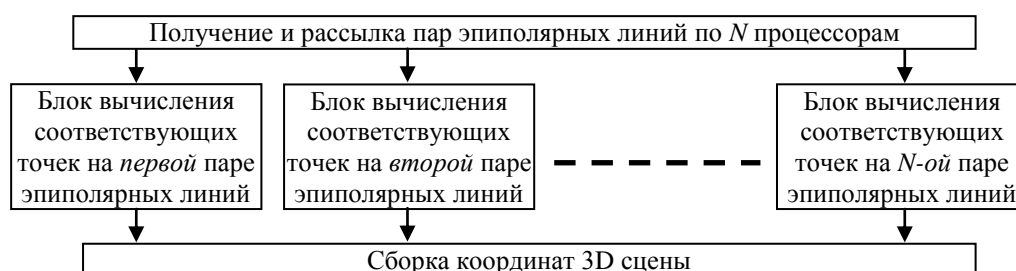 Получение и рассылка пар эпиполярных линий по N процессорам
Блок вычисления
соответствующих
точек на первой паре
эпиполярных линий
Блок вычисления
соответствующих
точек на второй паре
эпиполярных линий
Блок вычисления
соответствующих
точек на N-ой паре
эпиполярных линий
Сборка координат 3D сцены